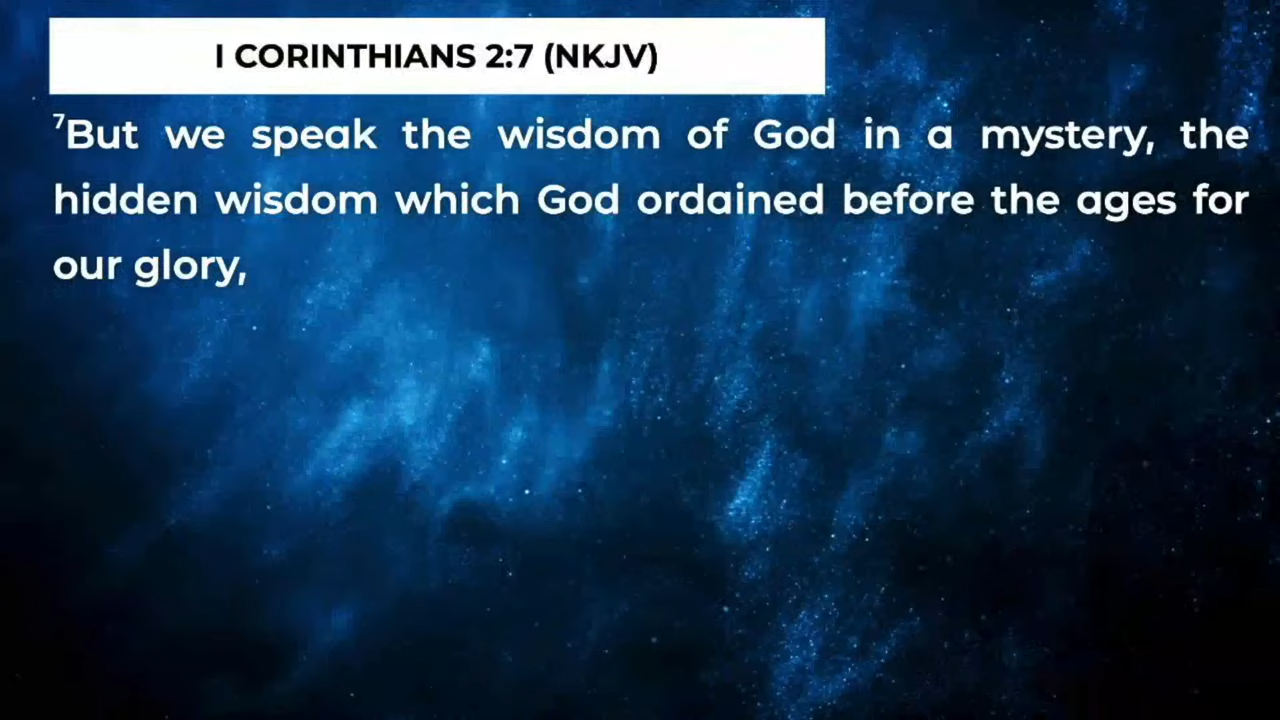 I CORINTHIANS 2:7 (NKJV)
⁷But we speak the wisdom of God in a mystery, the
hidden wisdom which God ordained before the ages for
our glory,